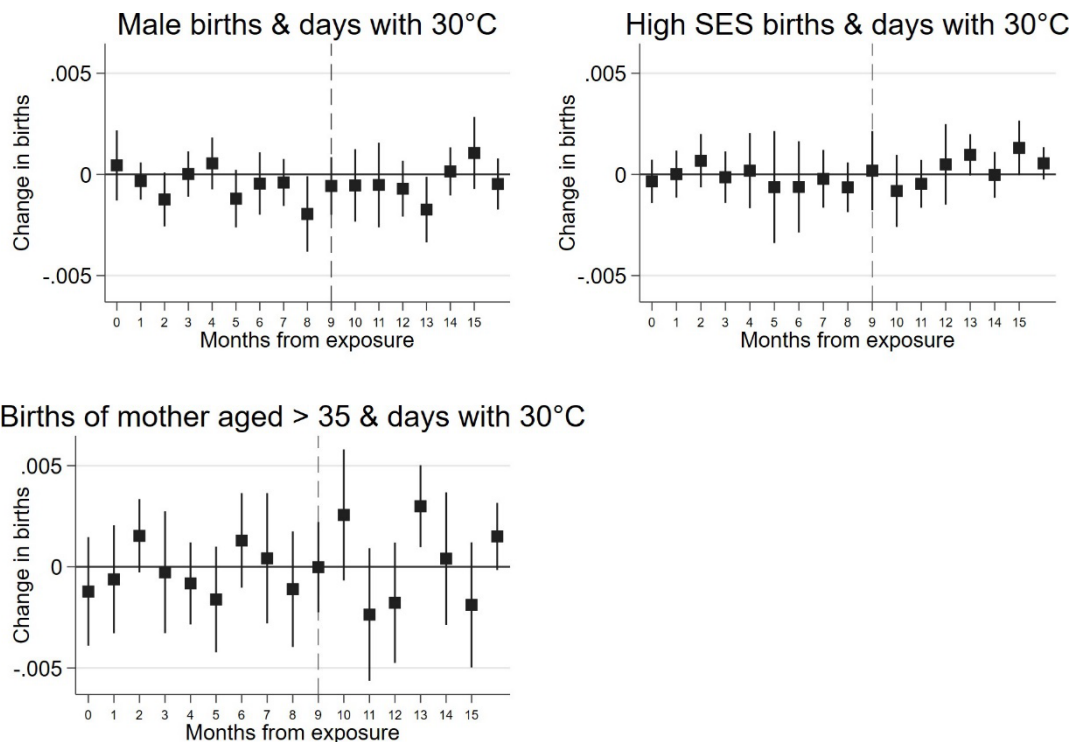 Male births & days with 30°C
.005
0
-.005
Change in births
0 1 2 3 4 5 6 7 8 9 10 11 12 13 14 15
Months from exposure
High SES births & days with 30°C
.005
0
-.005
Change in births
0 1 2 3 4 5 6 7 8 9 10 11 12 13 14 15
Months from exposure
Births of mother aged > 35 & days with 30°C
.005
0
-.005
Change in births
0 1 2 3 4 5 6 7 8 9 10 11 12 13 14 15
Months from exposure